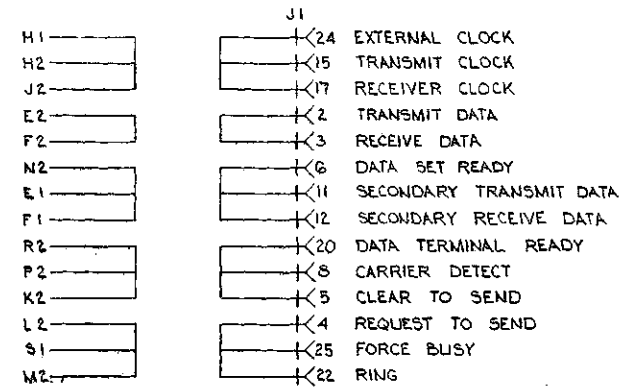 J1
H1 24 EXTERNAL CLOCK
H2 15 TRANSMIT CLOCK
J2 17 RECEIVER CLOCK
E2 2 TRANSMIT DATA
F2 3 RECEIVE DATA
N2 6 DATA SET READY
E1 11 SECONDARY TRANSMIT DATA
F1 12 SECONDARY RECEIVE DATA
R2 20 DATA TERMINAL READY
P2 8 CARRIER DETECT
K2 5 CLEAR TO SEND
L2 4 REQUEST TO SEND
S1 25 FORCE BUSY
M2 22 RING